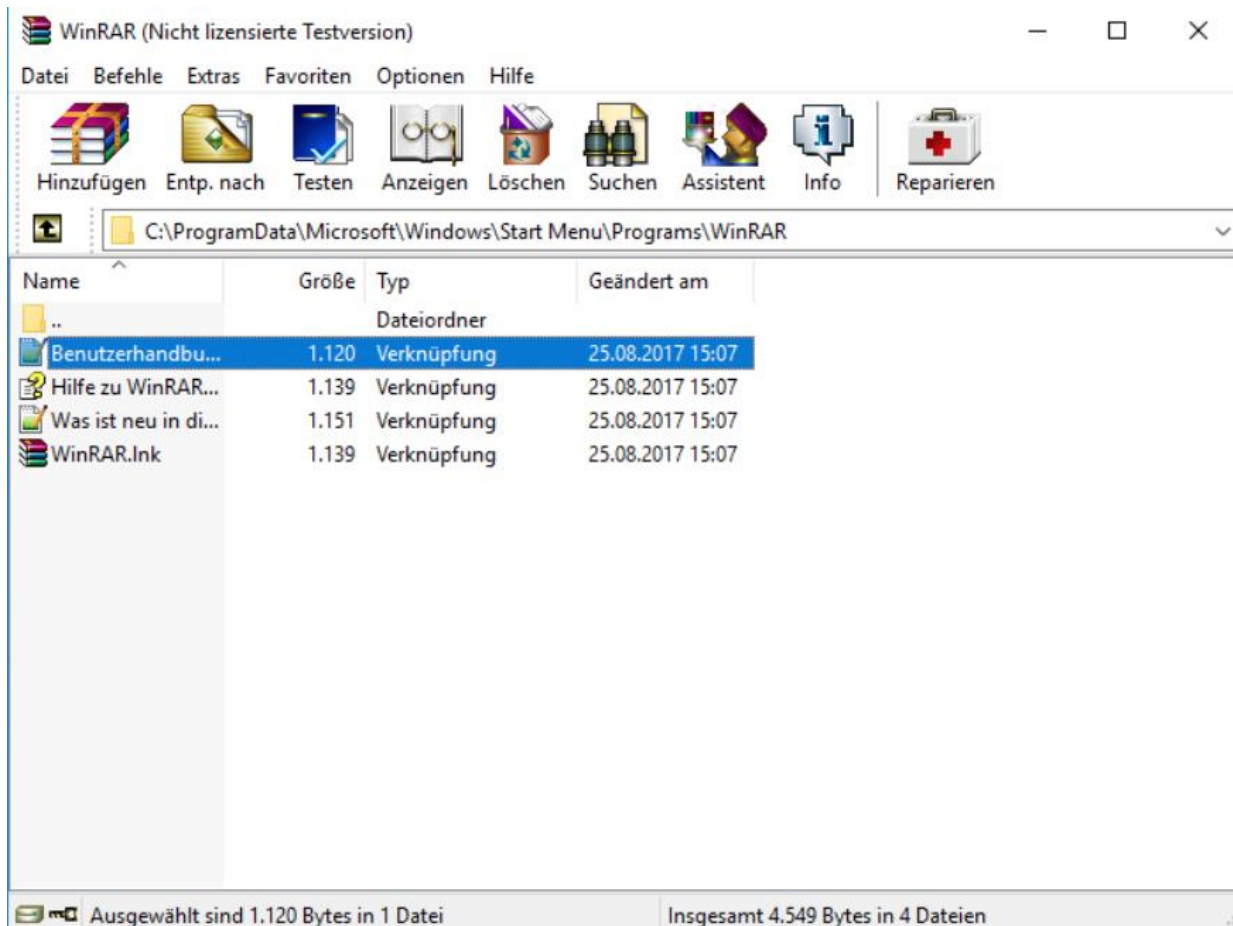 WinRAR (Nicht lizensierte Testversion)
Datei Befehle Extras Favoriten Optionen Hilfe
Hinzufügen Entp. nach Testen Anzeigen Löschen Suchen Assistent Info Reparieren
C:\ProgramData\Microsoft\Windows\Start Menu\Programs\WinRAR
Name Größe Typ Geändert am
.. Dateiordner
Benutzerhandbu... 1.120 Verknüpfung 25.08.2017 15:07
Hilfe zu WinRAR... 1.139 Verknüpfung 25.08.2017 15:07
Was ist neu in di... 1.151 Verknüpfung 25.08.2017 15:07
WinRAR.lnk 1.139 Verknüpfung 25.08.2017 15:07
Ausgewählt sind 1.120 Bytes in 1 Datei Insgesamt 4.549 Bytes in 4 Dateien